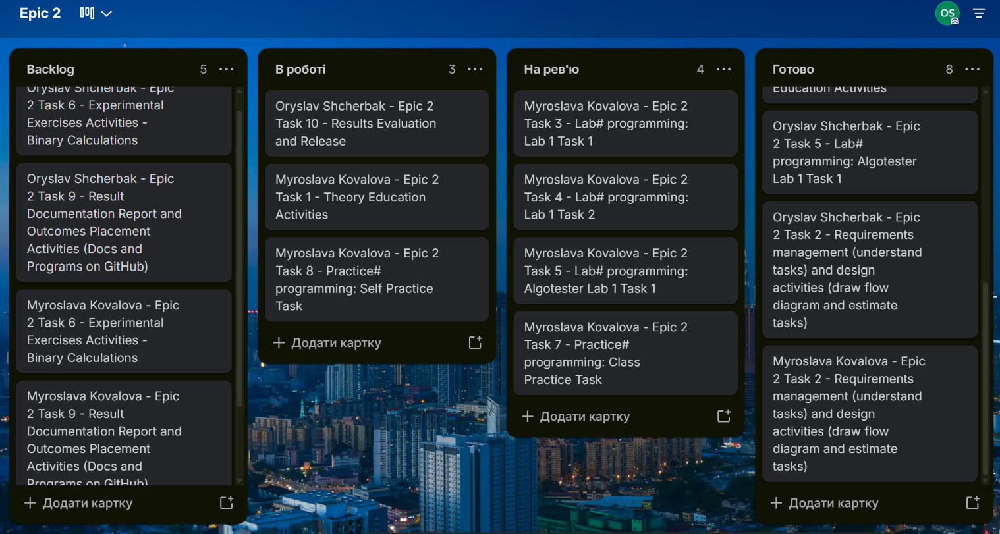 Epic 2
OS
Backlog
5
Oryslav Shcherbak - Epic
2 Task 6 - Experimental
Exercises Activities -
Binary Calculations
Oryslav Shcherbak - Epic
2 Task 9 - Result
Documentation Report and
Outcomes Placement
Activities (Docs and
Programs on GitHub)
Myroslava Kovalova - Epic
2 Task 6 - Experimental
Exercises Activities -
Binary Calculations
Myroslava Kovalova - Epic
2 Task 9 - Result
Documentation Report and
Outcomes Placement
Activities (Docs and
Programs on GitHub)
Додати картку
В роботі
3
Oryslav Shcherbak - Epic 2
Task 10 - Results Evaluation
and Release
Myroslava Kovalova - Epic 2
Task 1 - Theory Education
Activities
Myroslava Kovalova - Epic 2
Task 8 - Practice#
programming: Self Practice
Task
Додати картку
На рев’ю
4
Myroslava Kovalova - Epic 2
Task 3 - Lab# programming:
Lab 1 Task 1
Myroslava Kovalova - Epic 2
Task 4 - Lab# programming:
Lab 1 Task 2
Myroslava Kovalova - Epic 2
Task 5 - Lab# programming:
Algotester Lab 1 Task 1
Myroslava Kovalova - Epic 2
Task 7 - Practice#
programming: Class
Practice Task
Додати картку
Готово
8
Education Activities
Oryslav Shcherbak - Epic
2 Task 5 - Lab#
programming: Algotester
Lab 1 Task 1
Oryslav Shcherbak - Epic
2 Task 2 - Requirements
management (understand
tasks) and design
activities (draw flow
diagram and estimate
tasks)
Myroslava Kovalova - Epic
2 Task 2 - Requirements
management (understand
tasks) and design
activities (draw flow
diagram and estimate
tasks)
Додати картку